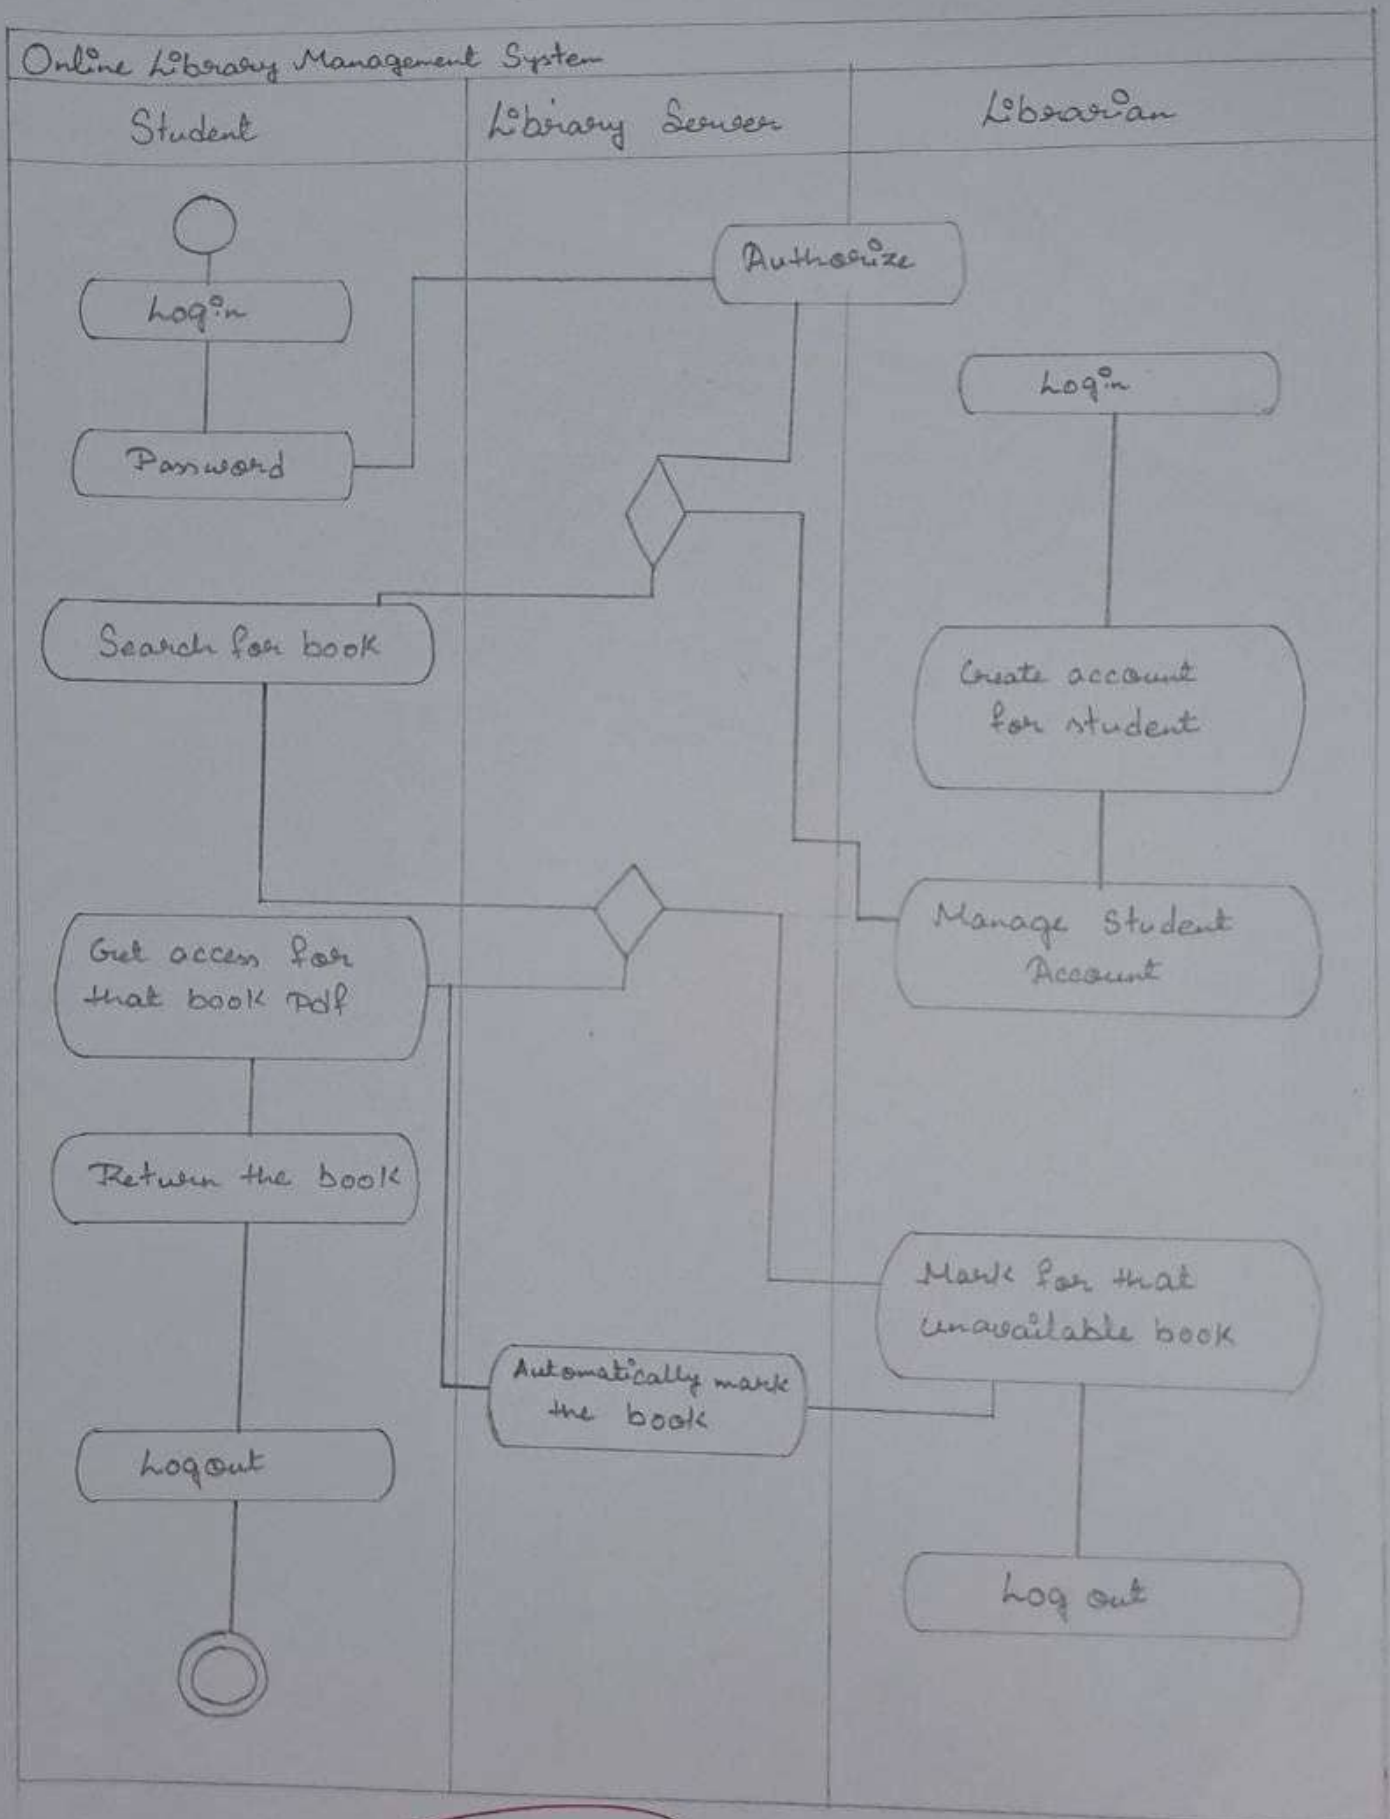 Online Library Management System
Student
Library Server
Librarian
Authorize
Login
Login
Password
Search for book
Create account
for student
Get access for
that book Pdf
Manage Student
Account
Return the book
Mark for that
unavailable book
Automatically mark
the book
Logout
Log out